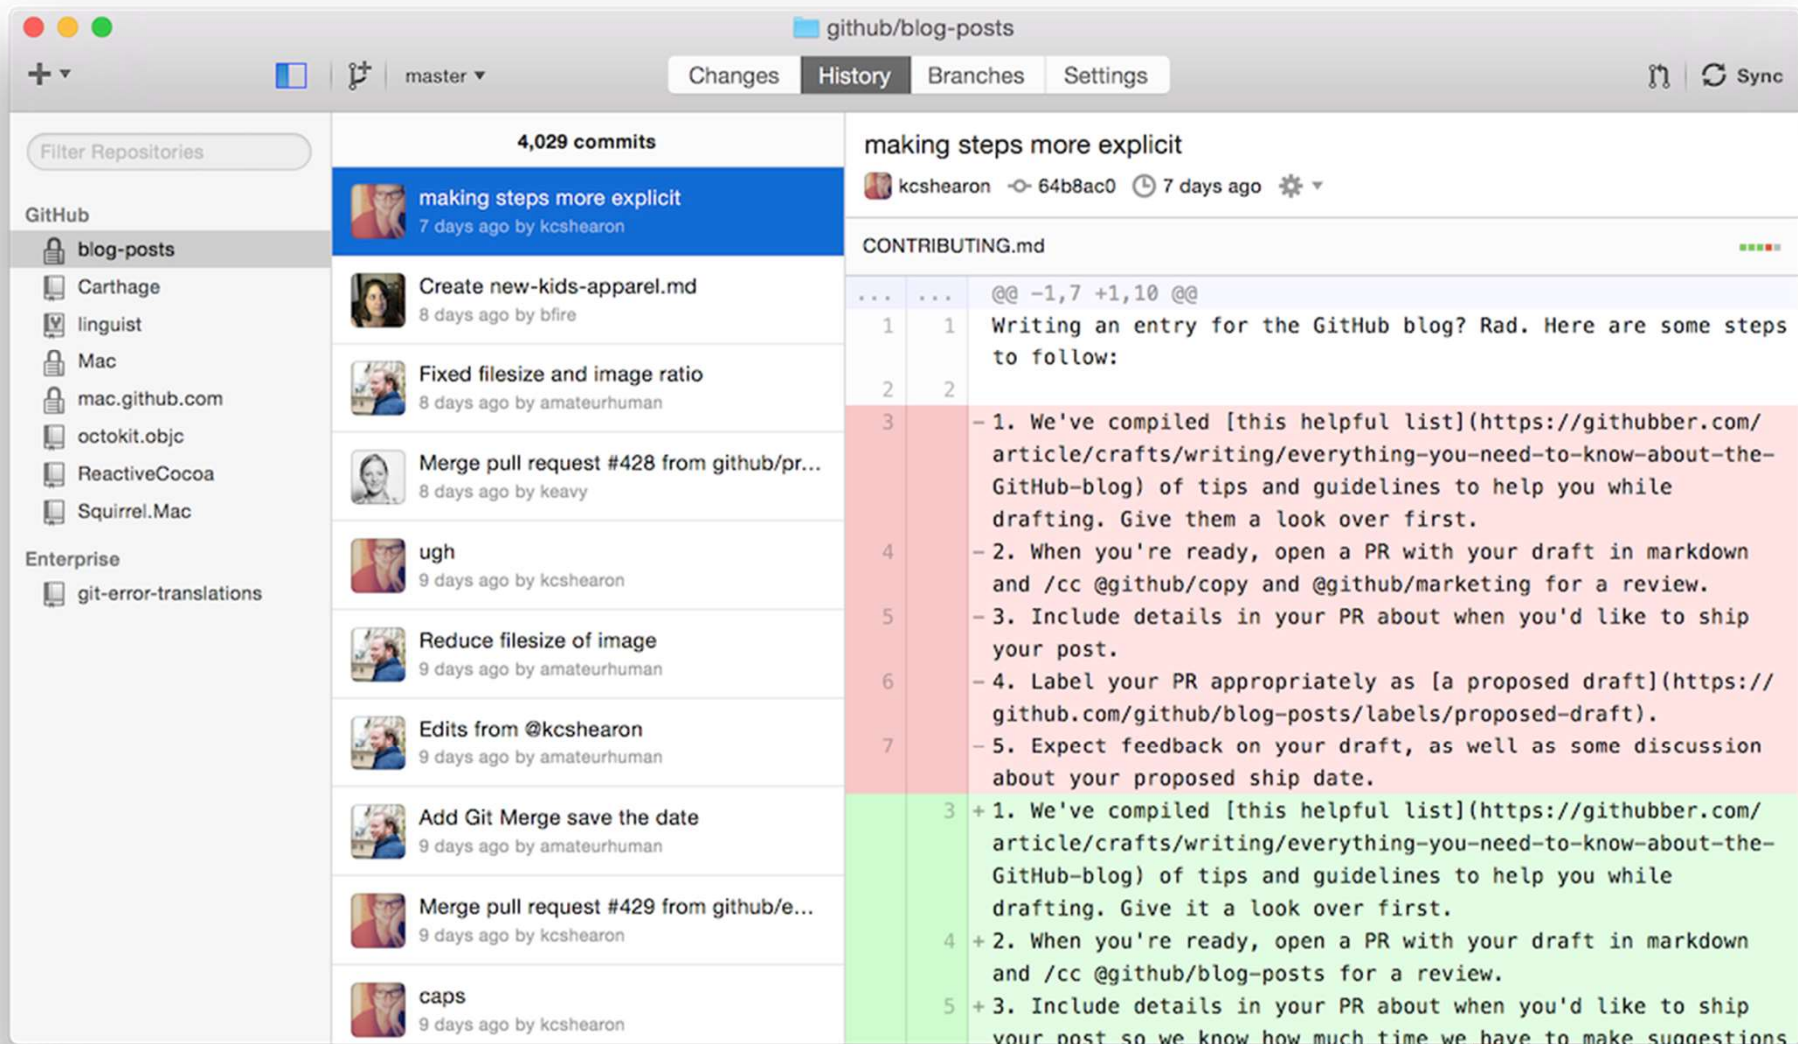 github/blog-posts
master
Changes
History
Branches
Settings
Sync
Filter Repositories
GitHub
blog-posts
Carthage
linguist
Mac
mac.github.com
octokit.objc
ReactiveCocoa
Squirrel.Mac
Enterprise
git-error-translations
4,029 commits
making steps more explicit
7 days ago by kcshearon
Create new-kids-apparel.md
8 days ago by bfire
Fixed filesize and image ratio
8 days ago by amateurhuman
Merge pull request #428 from github/pr...
8 days ago by keavy
ugh
9 days ago by kcshearon
Reduce filesize of image
9 days ago by amateurhuman
Edits from @kcshearon
9 days ago by amateurhuman
Add Git Merge save the date
9 days ago by amateurhuman
Merge pull request #429 from github/e...
9 days ago by kcshearon
caps
9 days ago by kcshearon
making steps more explicit
kcshearon 64b8ac0 7 days ago
CONTRIBUTING.md
... ... @@ -1,7 +1,10 @@
1 1 Writing an entry for the GitHub blog? Rad. Here are some steps
to follow:
2 2
3 - 1. We've compiled [this helpful list](https://githubber.com/
article/crafts/writing/everything-you-need-to-know-about-the-
GitHub-blog) of tips and guidelines to help you while
drafting. Give them a look over first.
4 - 2. When you're ready, open a PR with your draft in markdown
and /cc @github/copy and @github/marketing for a review.
5 - 3. Include details in your PR about when you'd like to ship
your post.
6 - 4. Label your PR appropriately as [a proposed draft](https://
github.com/github/blog-posts/labels/proposed-draft).
7 - 5. Expect feedback on your draft, as well as some discussion
about your proposed ship date.
3 + 1. We've compiled [this helpful list](https://githubber.com/
article/crafts/writing/everything-you-need-to-know-about-the-
GitHub-blog) of tips and guidelines to help you while
drafting. Give it a look over first.
4 + 2. When you're ready, open a PR with your draft in markdown
and /cc @github/blog-posts for a review.
5 + 3. Include details in your PR about when you'd like to ship
your post so we know how much time we have to make suggestions